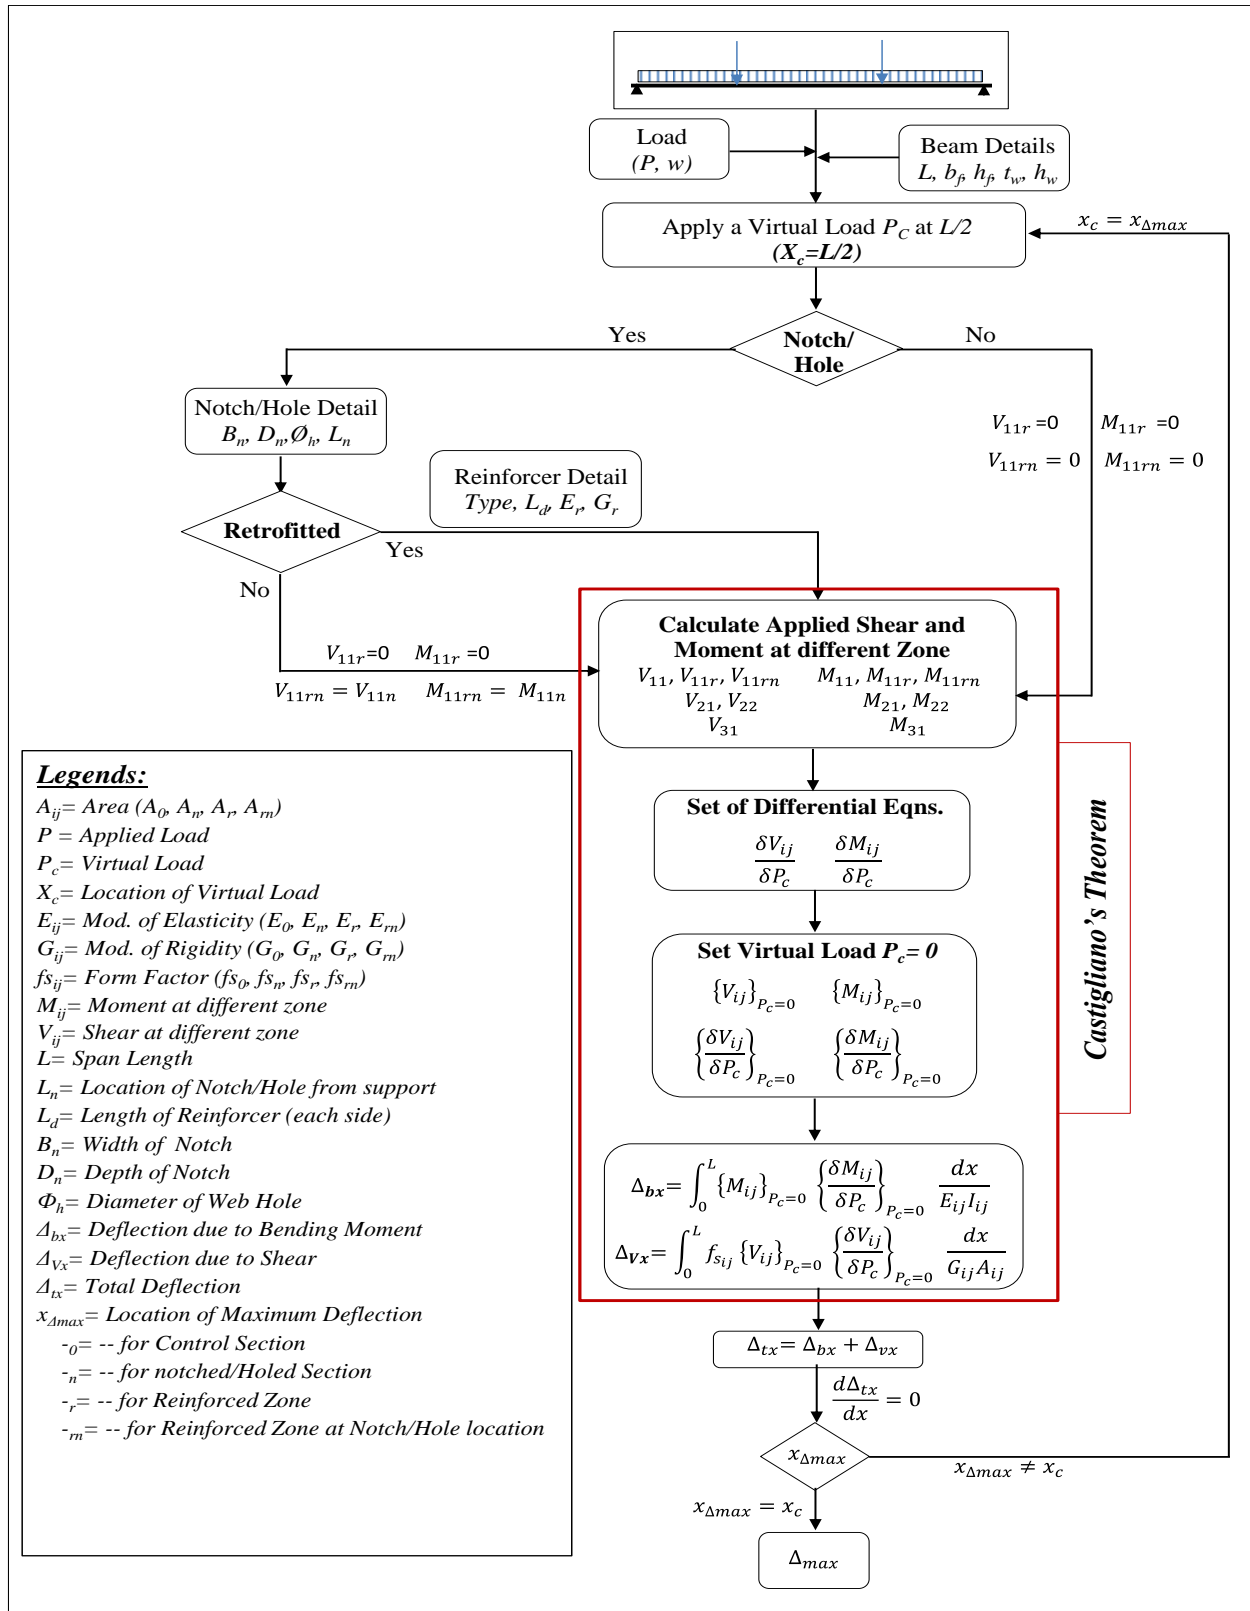 Load
(P, w)
Beam Details
L, b_f, h_f, t_w, h_w
Apply a Virtual Load P_C at L/2
(X_c=L/2)
x_c = x_Δmax
Yes
Notch/
Hole
No
Notch/Hole Detail
B_n, D_n,Ø_h, L_n
V_11r=0 M_11r =0
V_11rn = 0 M_11rn = 0
Reinforcer Detail
Type, L_d, E_r, G_r
Retrofitted
Yes
No
V_11r=0 M_11r=0
V_11rn = V_11n M_11rn = M_11n
Calculate Applied Shear and
Moment at different Zone
V_11, V_11r, V_11rn M_11, M_11r, M_11rn
V_21, V_22 M_21, M_22
V_31 M_31
Set of Differential Eqns.
δV_ij/δP_c δM_ij/δP_c
Set Virtual Load P_c= 0
{V_ij}_P_c=0 {M_ij}_P_c=0
{δV_ij/δP_c}_P_c=0 {δM_ij/δP_c}_P_c=0
Δ_bx= ∫_0^L {M_ij}_P_c=0 {δM_ij/δP_c}_P_c=0 dx/E_ijI_ij
Δ_Vx= ∫_0^L f_s_ij {V_ij}_P_c=0 {δV_ij/δP_c}_P_c=0 dx/G_ijA_ij
Castigliano's Theorem
Δ_tx= Δ_bx + Δ_vx
dΔ_tx/dx = 0
x_Δmax
x_Δmax ≠ x_c
x_Δmax = x_c
Δ_max
Legends:
A_ij= Area (A_0, A_n, A_r, A_rn)
P = Applied Load
P_c= Virtual Load
X_c= Location of Virtual Load
E_ij= Mod. of Elasticity (E_0, E_n, E_r, E_rn)
G_ij= Mod. of Rigidity (G_0, G_n, G_r, G_rn)
fs_ij= Form Factor (fs_0, fs_n, fs_r, fs_rn)
M_ij= Moment at different zone
V_ij= Shear at different zone
L= Span Length
L_n= Location of Notch/Hole from support
L_d= Length of Reinforcer (each side)
B_n= Width of Notch
D_n= Depth of Notch
Φ_h= Diameter of Web Hole
Δ_bx= Deflection due to Bending Moment
Δ_Vx= Deflection due to Shear
Δ_tx= Total Deflection
x_Δmax= Location of Maximum Deflection
-_0= -- for Control Section
-_n= -- for notched/Holed Section
-_r= -- for Reinforced Zone
-_rn= -- for Reinforced Zone at Notch/Hole location